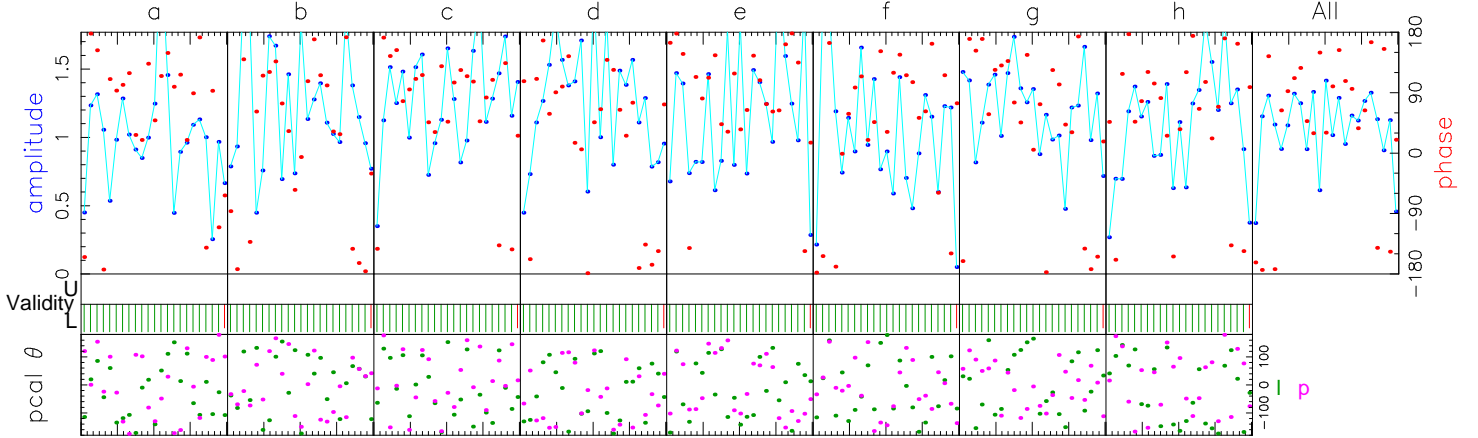 a b c d e f g h All
amplitude
0 0.5 1 1.5
phase
−180 −90 0 90 180
Validity
U
L
pcal θ
−100 0 100
l p